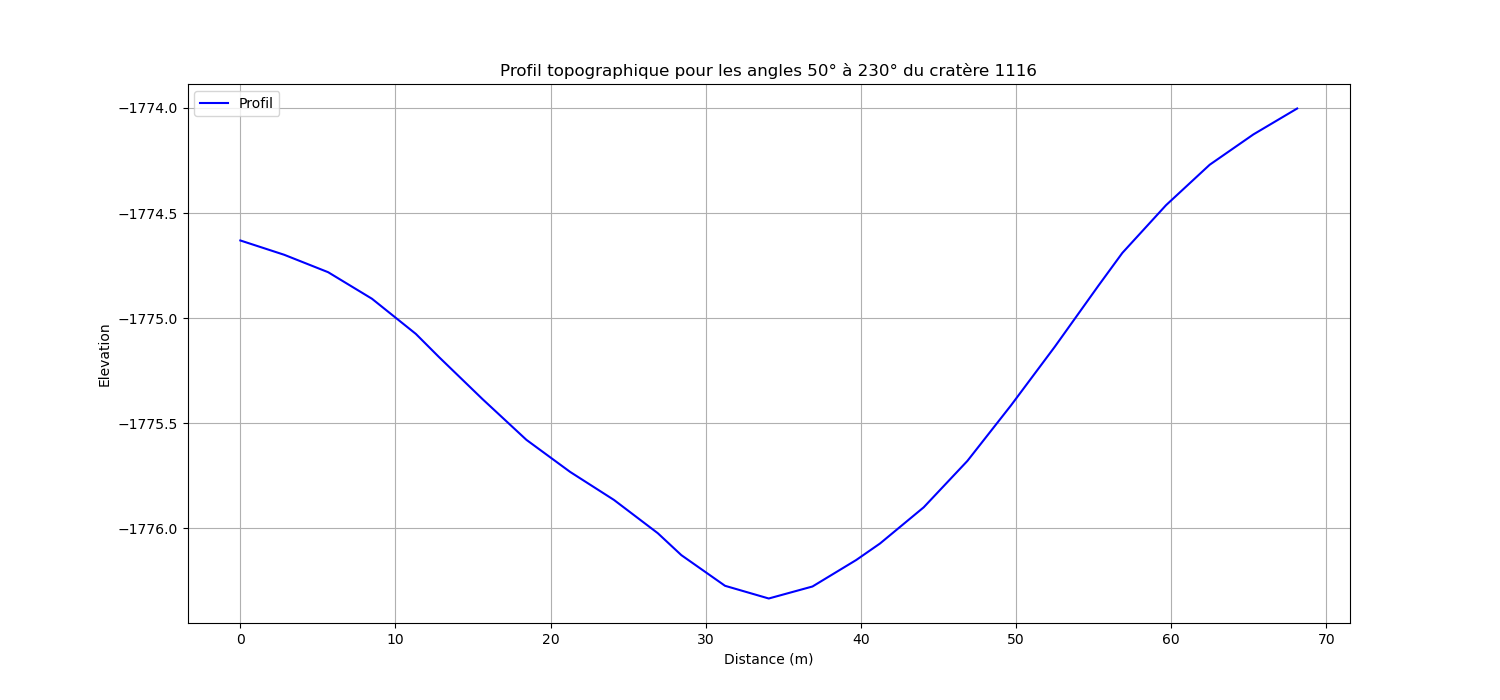 Profil topographique pour les angles 50° à 230° du cratère 1116
Profil
−1774.0
−1774.5
−1775.0
−1775.5
−1776.0
Elevation
0 10 20 30 40 50 60 70
Distance (m)